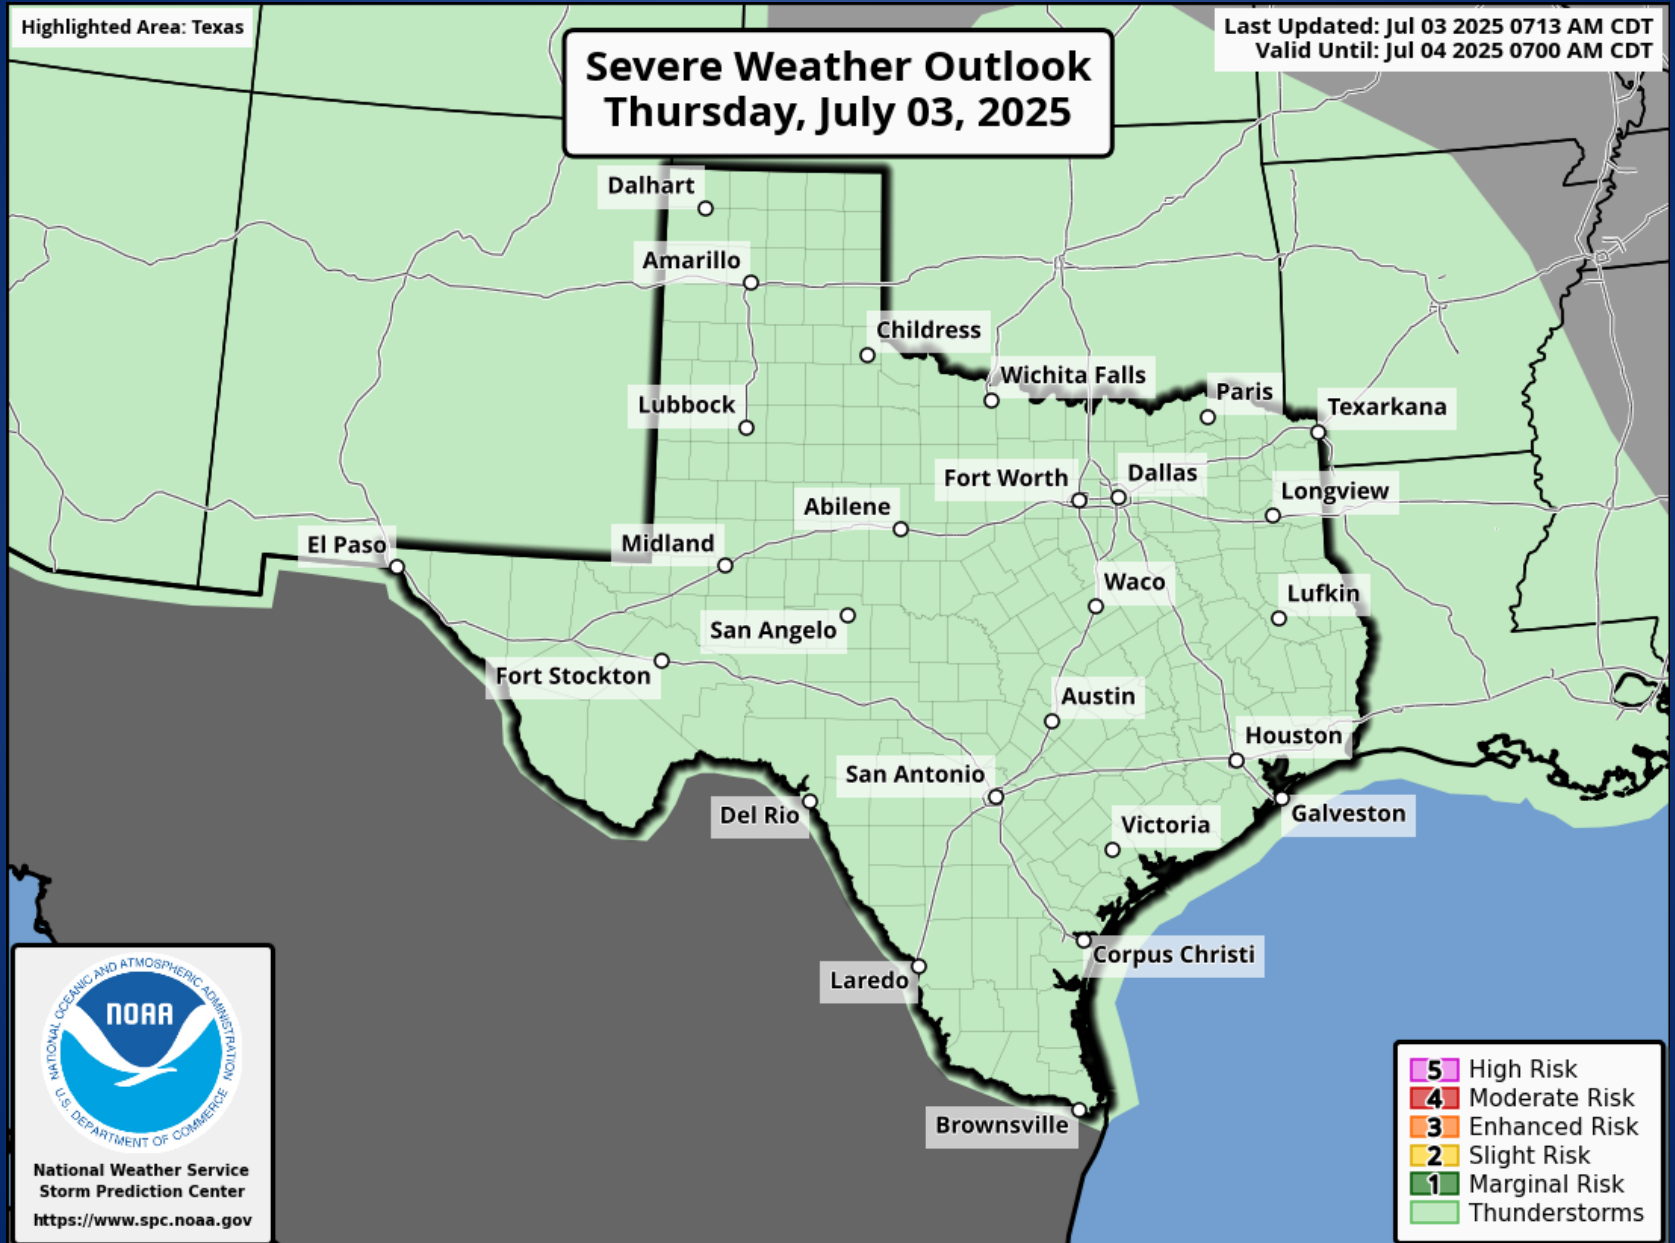 Highlighted Area: Texas
Severe Weather Outlook
Thursday, July 03, 2025
Last Updated: Jul 03 2025 0713 AM CDT
Valid Until: Jul 04 2025 0700 AM CDT
Dalhart
Amarillo
Childress
Wichita Falls
Paris
Texarkana
Lubbock
Fort Worth
Dallas
Longview
Abilene
El Paso
Midland
Waco
Lufkin
San Angelo
Fort Stockton
Austin
Houston
San Antonio
Del Rio
Galveston
Victoria
Corpus Christi
Laredo
Brownsville
NATIONAL OCEANIC AND ATMOSPHERIC ADMINISTRATION
NOAA
U.S. DEPARTMENT OF COMMERCE
National Weather Service
Storm Prediction Center
https://www.spc.noaa.gov
5 High Risk
4 Moderate Risk
3 Enhanced Risk
2 Slight Risk
1 Marginal Risk
Thunderstorms